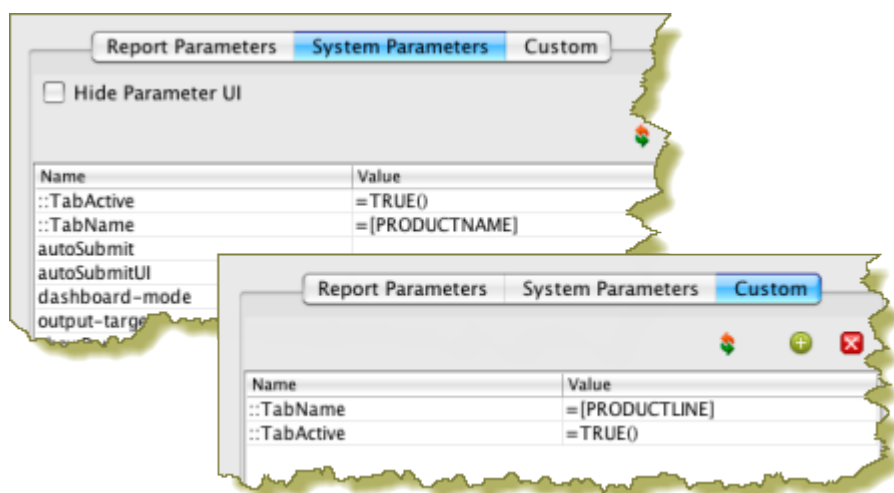 Report Parameters System Parameters Custom
Hide Parameter UI
Name Value
::TabActive =TRUE()
::TabName =[PRODUCTNAME]
autoSubmit
autoSubmitUI
dashboard-mode
Report Parameters System Parameters Custom
Name Value
::TabName =[PRODUCTLINE]
::TabActive =TRUE()